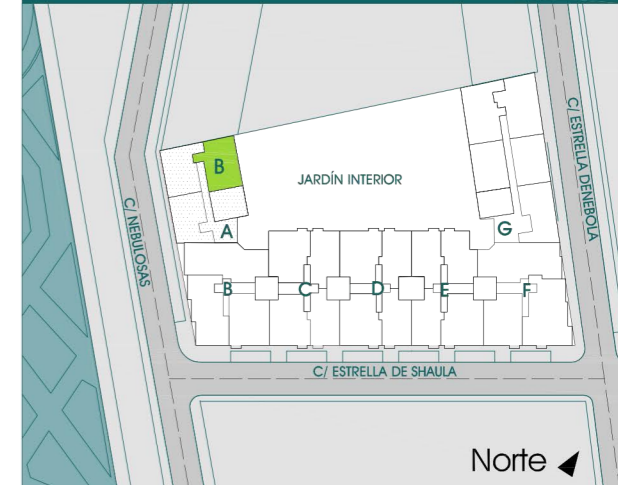 C/ ESTRELLA DENEBOLA
B
JARDÍN INTERIOR
C/ NEBULOSAS
A
G
B
C
D
E
F
C/ ESTRELLA DE SHAULA
Norte